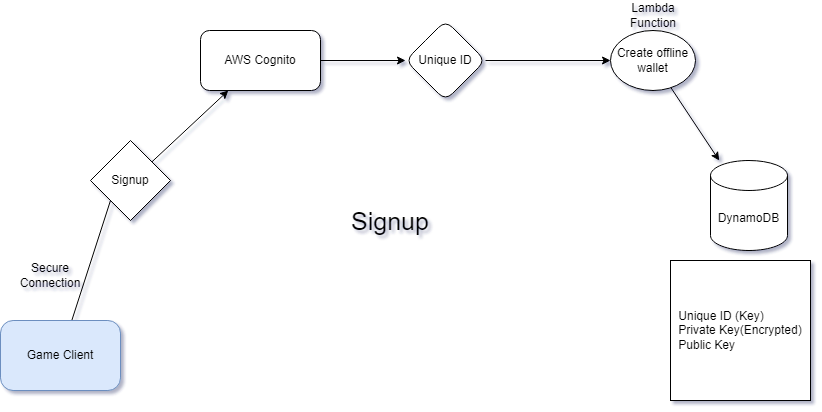 Lambda
Function
AWS Cognito
Unique ID
Create offline
wallet
Signup
DynamoDB
Signup
Secure
Connection
Unique ID (Key)
Private Key(Encrypted)
Public Key
Game Client